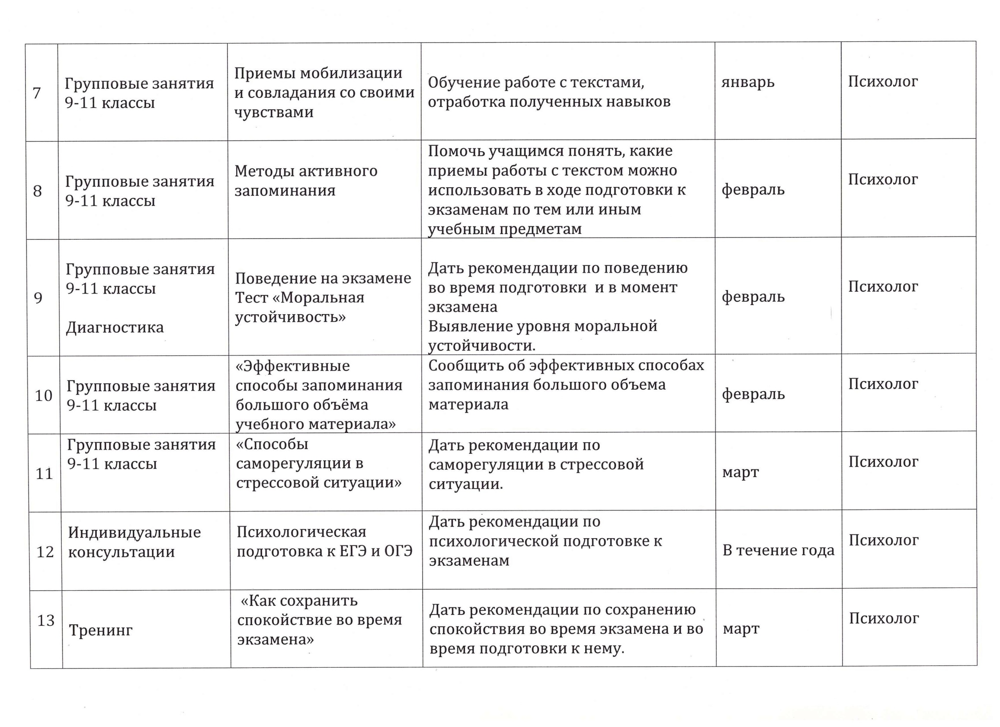 7
Групповые занятия
9-11 классы
Приемы мобилизации
и совладания со своими
чувствами
Обучение работе с текстами,
отработка полученных навыков
январь
Психолог
8
Групповые занятия
9-11 классы
Методы активного
запоминания
Помочь учащимся понять, какие
приемы работы с текстом можно
использовать в ходе подготовки к
экзаменам по тем или иным
учебным предметам
февраль
Психолог
9
Групповые занятия
9-11 классы
Диагностика
Поведение на экзамене
Тест «Моральная
устойчивость»
Дать рекомендации по поведению
во время подготовки  и в момент
экзамена
Выявление уровня моральной
устойчивости.
февраль
Психолог
10
Групповые занятия
9-11 классы
«Эффективные
способы запоминания
большого объёма
учебного материала»
Сообщить об эффективных способах
запоминания большого объема
материала
февраль
Психолог
11
Групповые занятия
9-11 классы
«Способы
саморегуляции в
стрессовой ситуации»
Дать рекомендации по
саморегуляции в стрессовой
ситуации.
март
Психолог
12
Индивидуальные
консультации
Психологическая
подготовка к ЕГЭ и ОГЭ
Дать рекомендации по
психологической подготовке к
экзаменам
В течение года
Психолог
13
Тренинг
«Как сохранить
спокойствие во время
экзамена»
Дать рекомендации по сохранению
спокойствия во время экзамена и во
время подготовки к нему.
март
Психолог